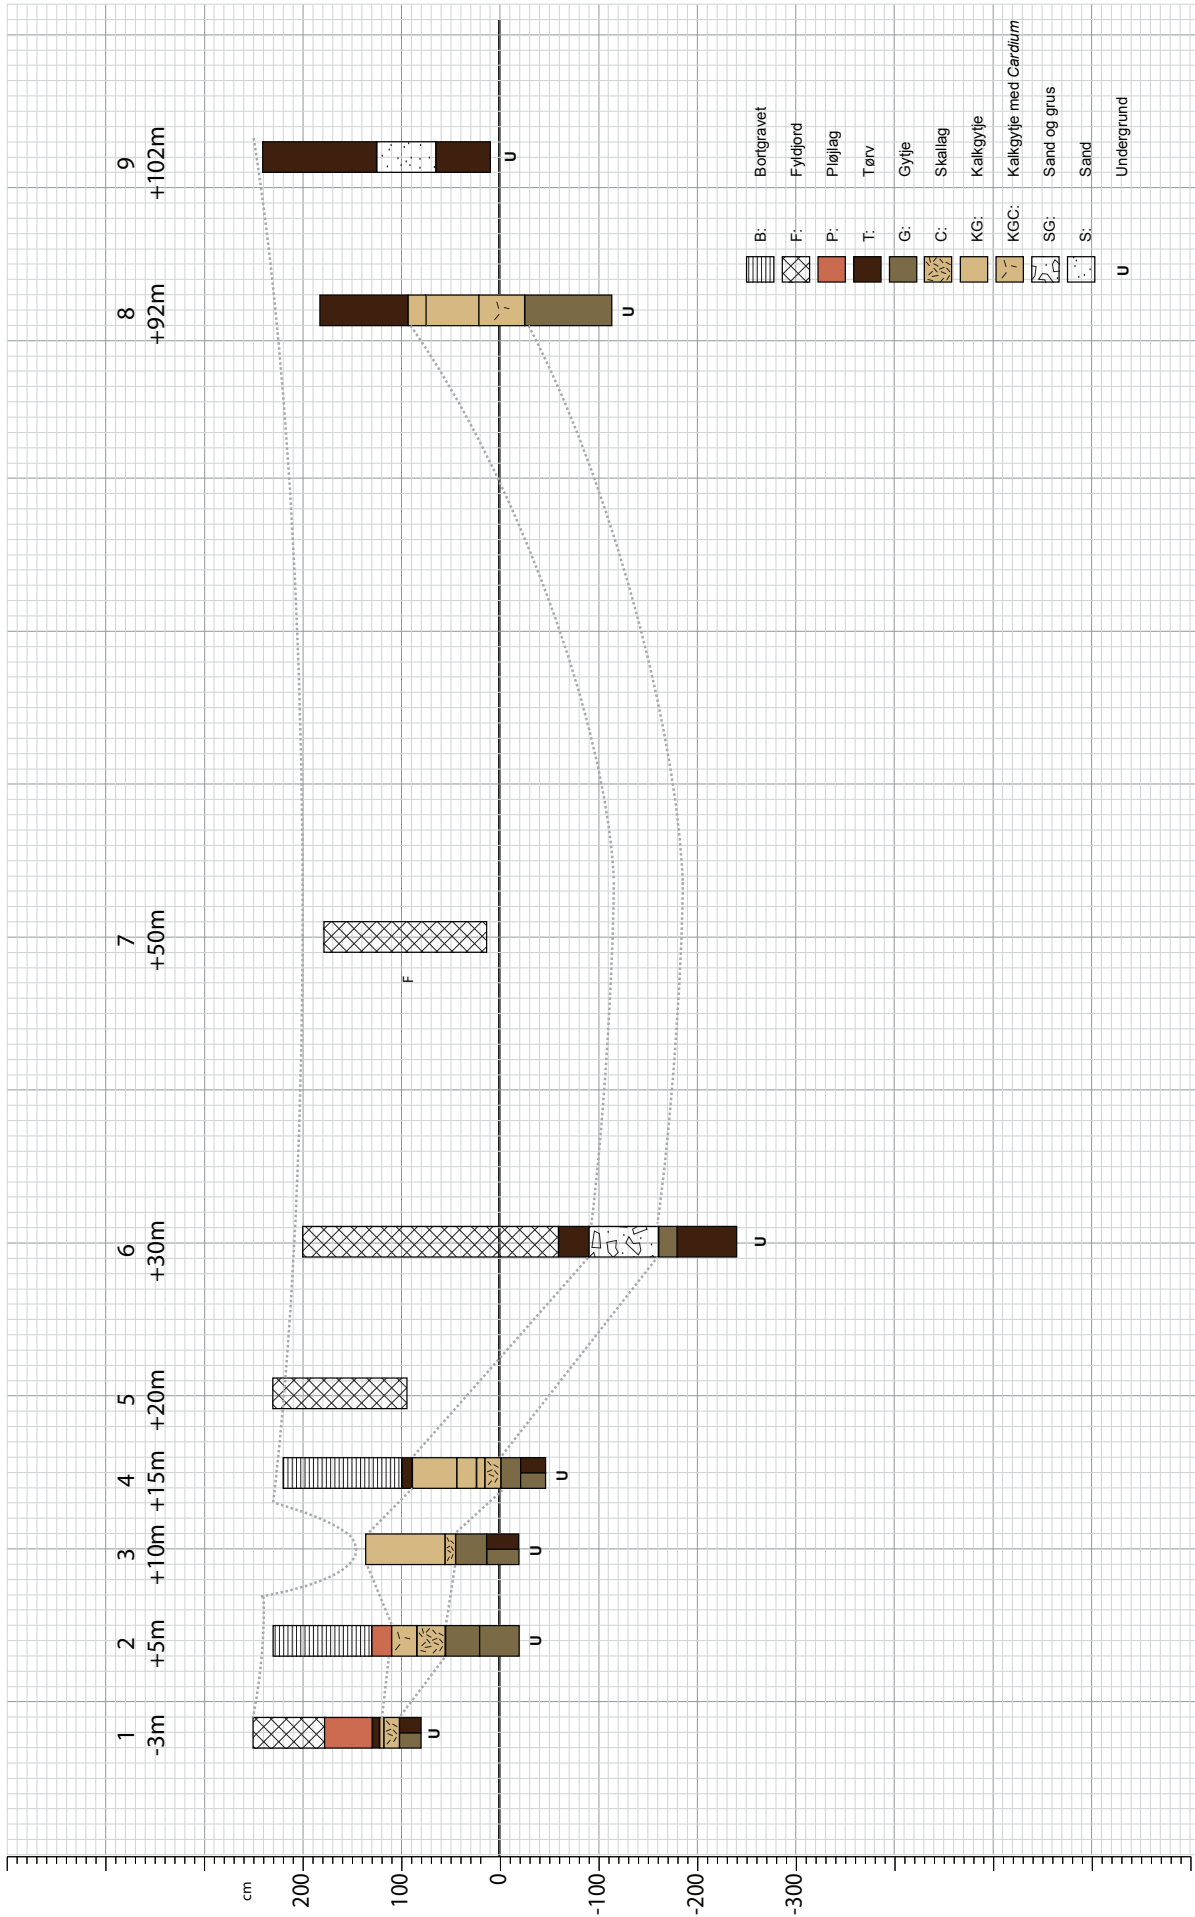 1 2 3 4 5 6 7 8 9
-3m +5m +10m +15m +20m +30m +50m +92m +102m
cm
200
100
0
-100
-200
-300
F
U U U U U U U
B: Bortgravet
F: Fyldjord
P: Pløjlag
T: Tørv
G: Gytje
C: Skallag
KG: Kalkgytje
KGC: Kalkgytje med Cardium
SG: Sand og grus
S: Sand
U Undergrund